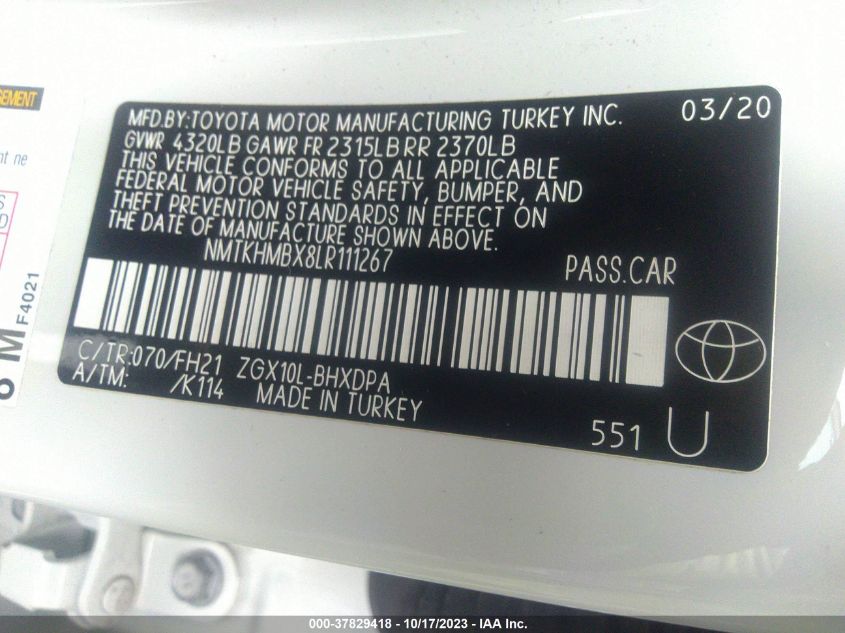 MFD.BY:TOYOTA MOTOR MANUFACTURING TURKEY INC. 03/20
GVWR 4320LB GAWR FR 2315LB RR 2370LB
THIS VEHICLE CONFORMS TO ALL APPLICABLE
FEDERAL MOTOR VEHICLE SAFETY, BUMPER, AND
THEFT PREVENTION STANDARDS IN EFFECT ON
THE DATE OF MANUFACTURE SHOWN ABOVE.
NMTKHMBX8LR111267 PASS.CAR
C/TR:070/FH21 ZGX10L-BHXDPA
A/TM: /K114 MADE IN TURKEY
551 U
F4021
000-37829418 - 10/17/2023 - IAA Inc.